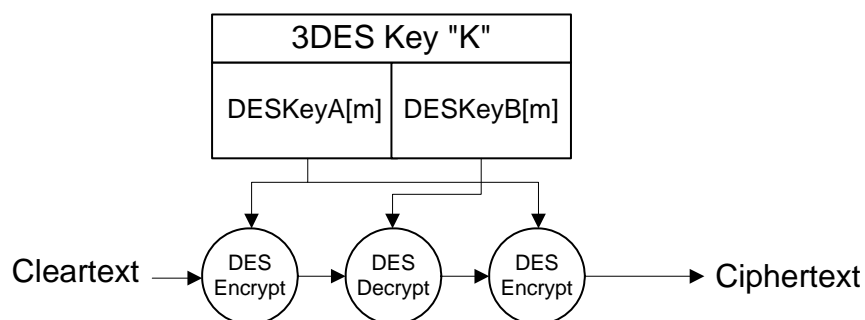 3DES Key "K"
DESKeyA[m] DESKeyB[m]
Cleartext
DES
Encrypt
DES
Decrypt
DES
Encrypt
Ciphertext